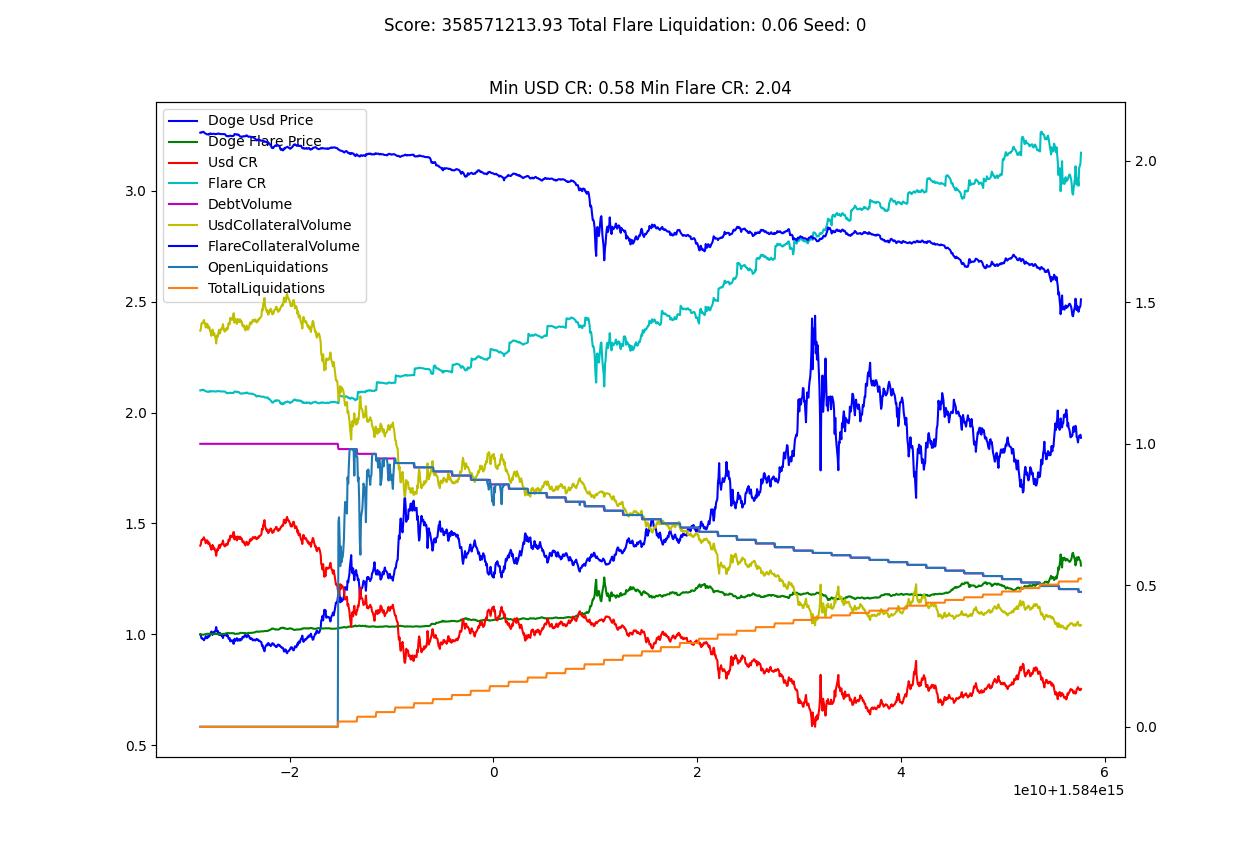 Score: 358571213.93 Total Flare Liquidation: 0.06 Seed: 0
Min USD CR: 0.58 Min Flare CR: 2.04
Doge Usd Price
Doge Flare Price
Usd CR
Flare CR
DebtVolume
UsdCollateralVolume
FlareCollateralVolume
OpenLiquidations
TotalLiquidations
3.0
2.5
2.0
1.5
1.0
0.5
2.0
1.5
1.0
0.5
0.0
−2
0
2
4
6
1e10+1.584e15